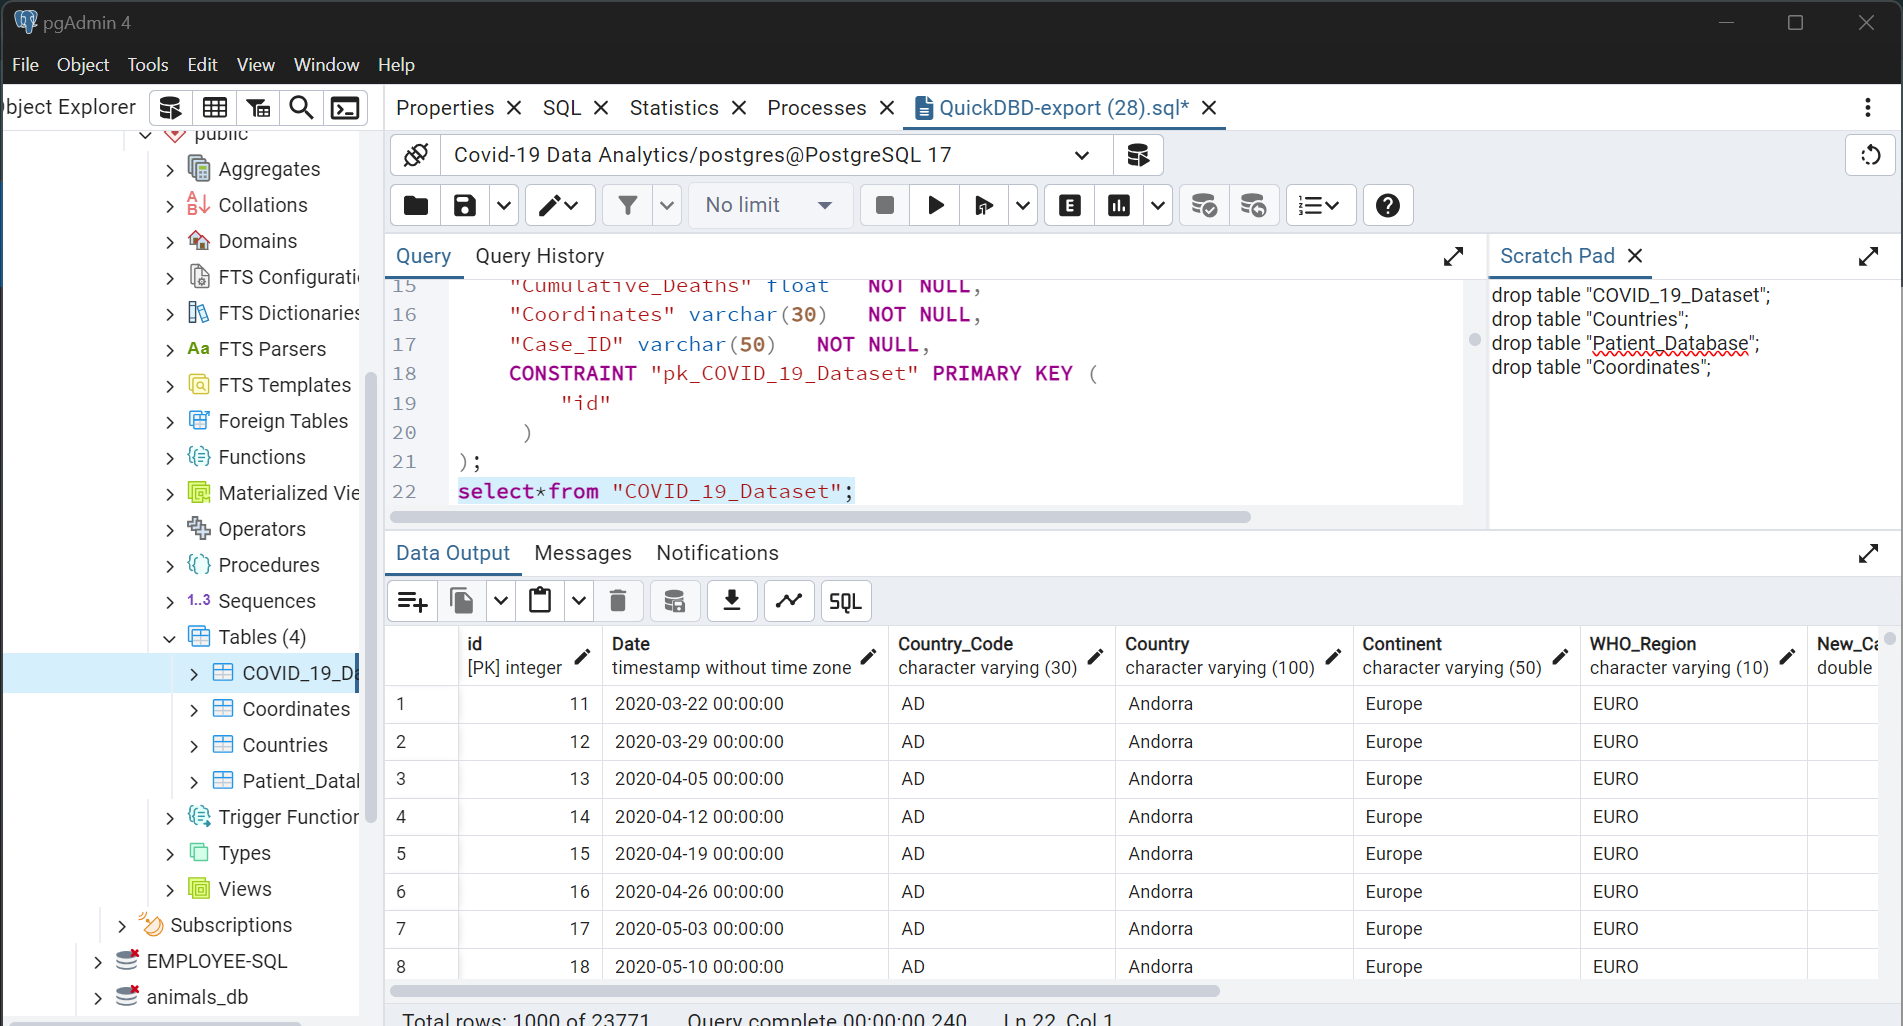 pgAdmin 4
File Object Tools Edit View Window Help
bject Explorer
Properties SQL Statistics Processes QuickDBD-export (28).sql*
public
Aggregates
Collations
Domains
FTS Configurati
FTS Dictionaries
Aa FTS Parsers
FTS Templates
Foreign Tables
Functions
Materialized Vie
Operators
Procedures
1..3 Sequences
Tables (4)
COVID_19_Da
Coordinates
Countries
Patient_Datal
Trigger Function
Types
Views
Subscriptions
EMPLOYEE-SQL
animals_db
Covid-19 Data Analytics/postgres@PostgreSQL 17
No limit
E
Query Query History
15 "Cumulative_Deaths" float NOT NULL,
16 "Coordinates" varchar(30) NOT NULL,
17 "Case_ID" varchar(50) NOT NULL,
18 CONSTRAINT "pk_COVID_19_Dataset" PRIMARY KEY (
19 "id"
20 )
21 );
22 select*from "COVID_19_Dataset";
Scratch Pad
drop table "COVID_19_Dataset";
drop table "Countries";
drop table "Patient_Database";
drop table "Coordinates";
Data Output Messages Notifications
SQL
id Date Country_Code Country Continent WHO_Region New_Ca
[PK] integer timestamp without time zone character varying (30) character varying (100) character varying (50) character varying (10) double
1 11 2020-03-22 00:00:00 AD Andorra Europe EURO
2 12 2020-03-29 00:00:00 AD Andorra Europe EURO
3 13 2020-04-05 00:00:00 AD Andorra Europe EURO
4 14 2020-04-12 00:00:00 AD Andorra Europe EURO
5 15 2020-04-19 00:00:00 AD Andorra Europe EURO
6 16 2020-04-26 00:00:00 AD Andorra Europe EURO
7 17 2020-05-03 00:00:00 AD Andorra Europe EURO
8 18 2020-05-10 00:00:00 AD Andorra Europe EURO
Total rows: 1000 of 23771 Query complete 00:00:00.240 Ln 22, Col 1